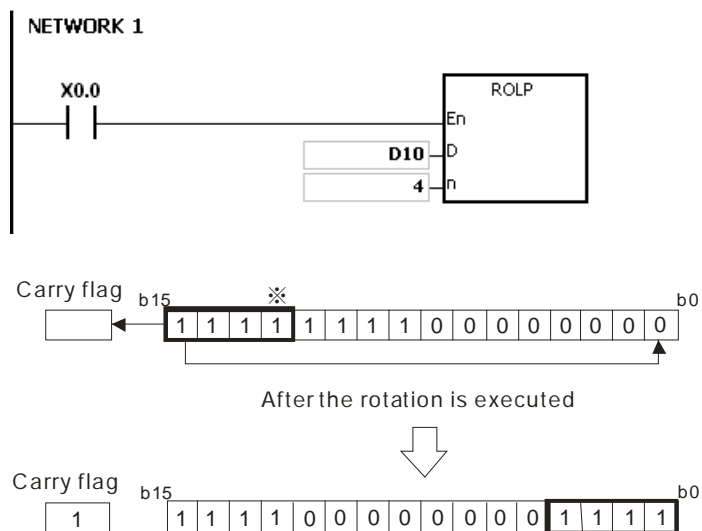 NETWORK 1
X0.0
ROLP
En
D10 D
4 n
Carry flag b15 ※ b0
1 1 1 1 1 1 1 1 0 0 0 0 0 0 0 0
After the rotation is executed
Carry flag b15 b0
1 1 1 1 1 0 0 0 0 0 0 0 0 1 1 1 1